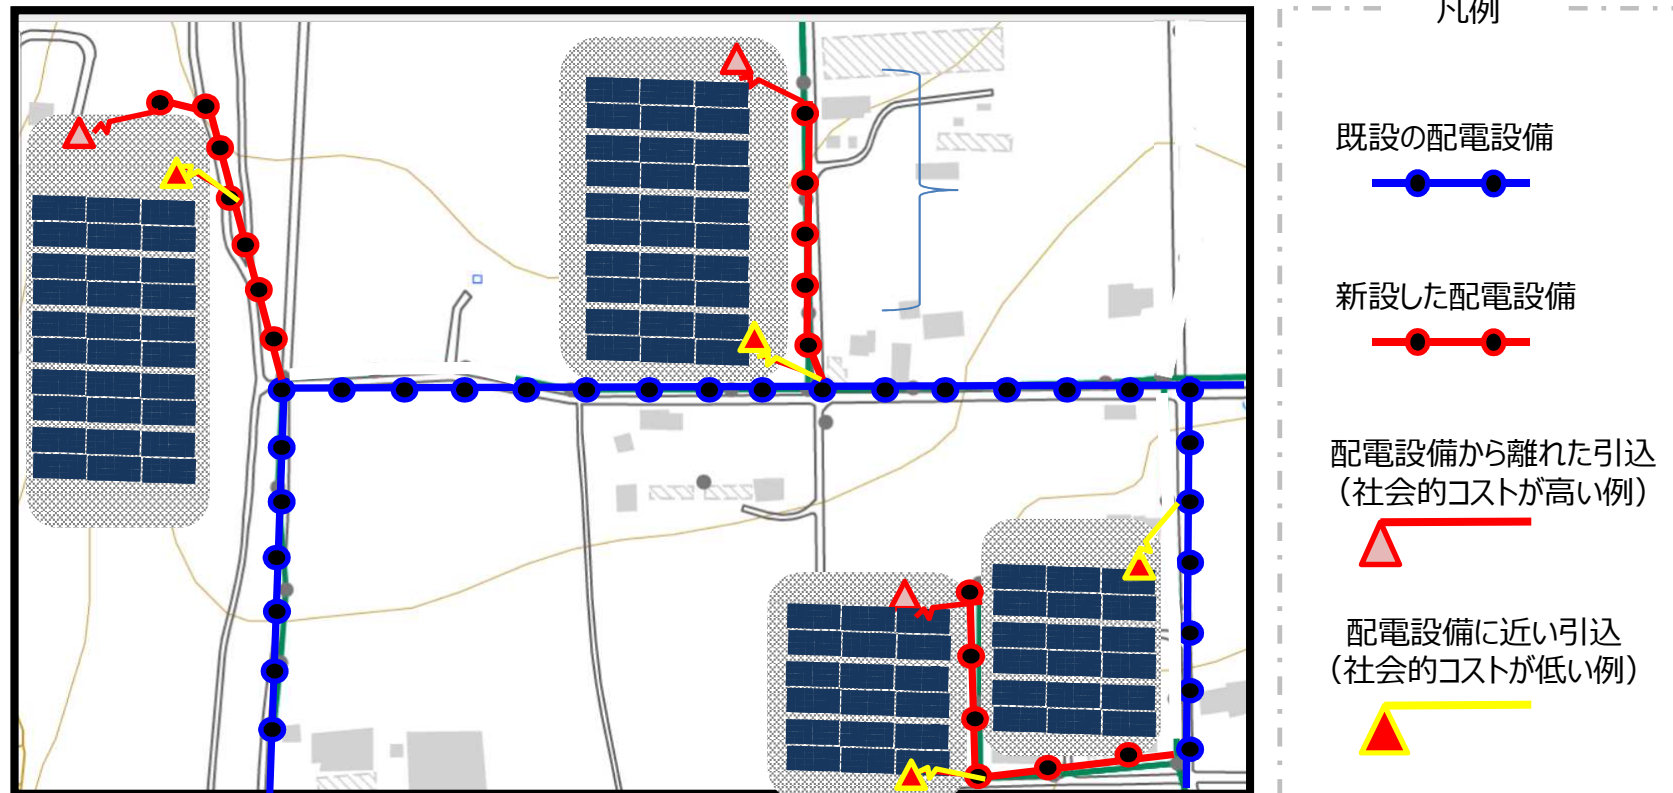 凡例
既設の配電設備
新設した配電設備
配電設備から離れた引込
（社会的コストが高い例）
配電設備に近い引込
（社会的コストが低い例）